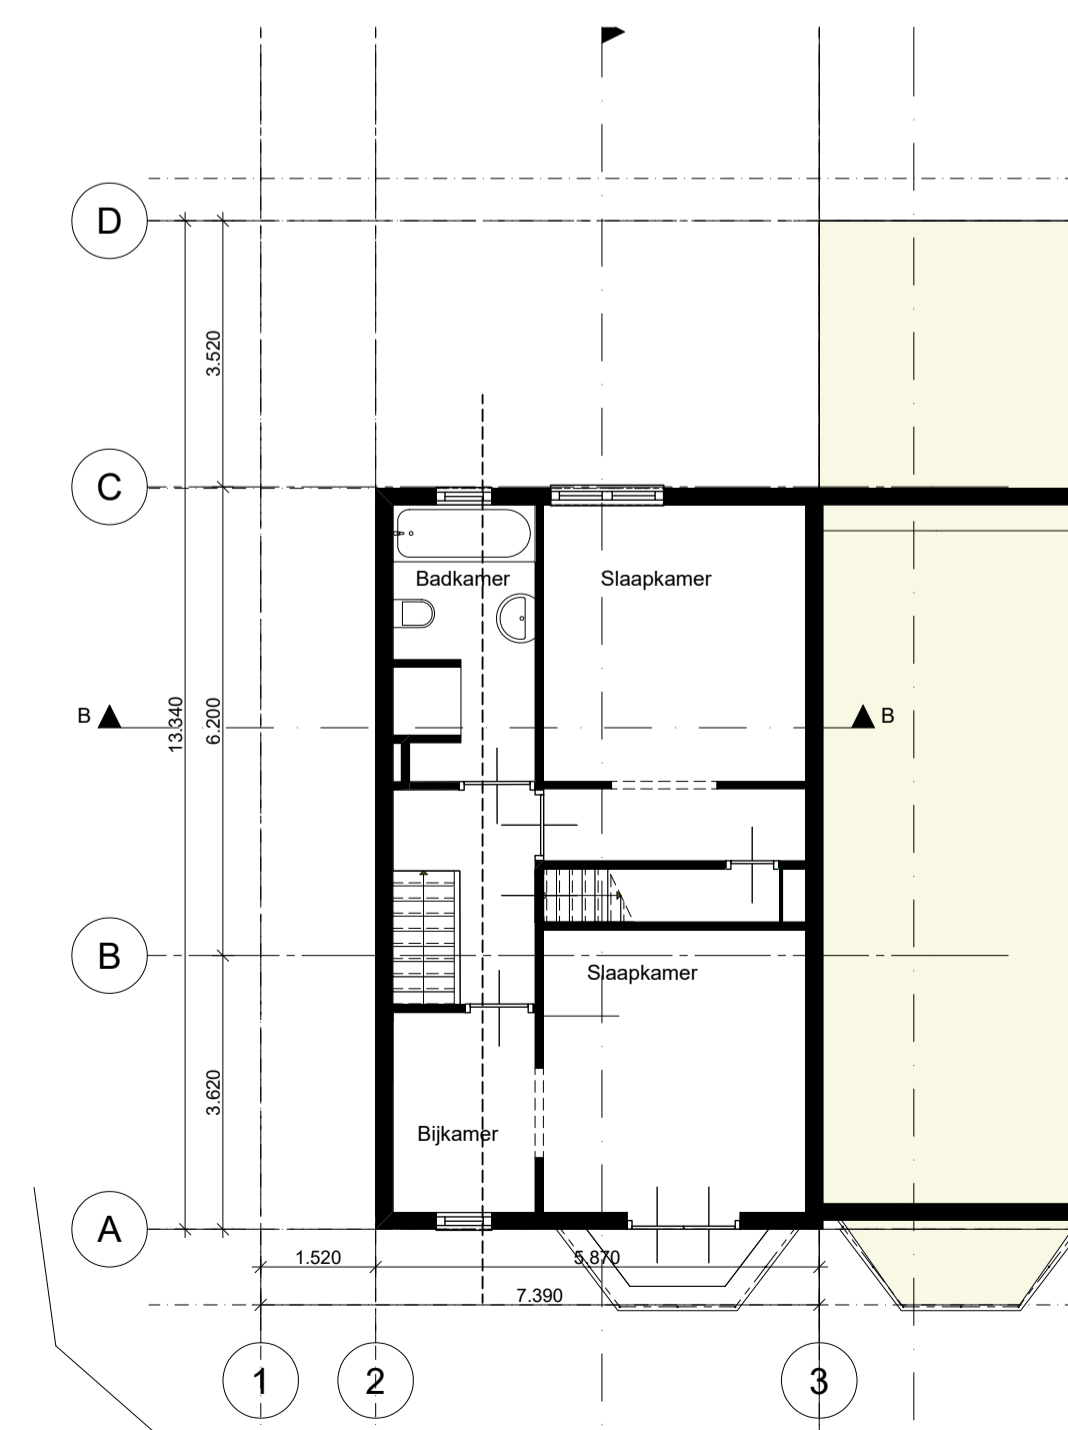 D
3.520
C
Badkamer
Slaapkamer
B
B
13.340
6.200
B
Slaapkamer
3.620
Bijkamer
A
1.520
5.870
7.390
1
2
3